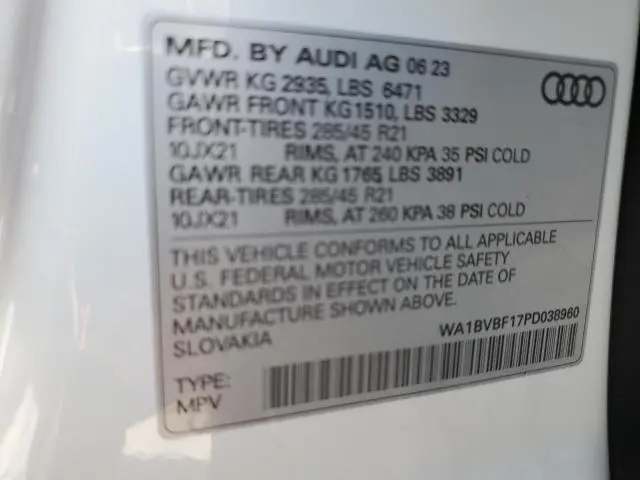 MFD. BY AUDI AG 06 23
GVWR KG 2935, LBS 6471
GAWR FRONT KG1510, LBS 3329
FRONT-TIRES 285/45 R21
10JX21 RIMS, AT 240 KPA 35 PSI COLD
GAWR REAR KG1765 LBS 3891
REAR-TIRES 285/45 R21
10JX21 RIMS, AT 260 KPA 38 PSI COLD
THIS VEHICLE CONFORMS TO ALL APPLICABLE
U.S. FEDERAL MOTOR VEHICLE SAFETY
STANDARDS IN EFFECT ON THE DATE OF
MANUFACTURE SHOWN ABOVE.
SLOVAKIA
WA1BVBF17PD038960
TYPE:
MPV